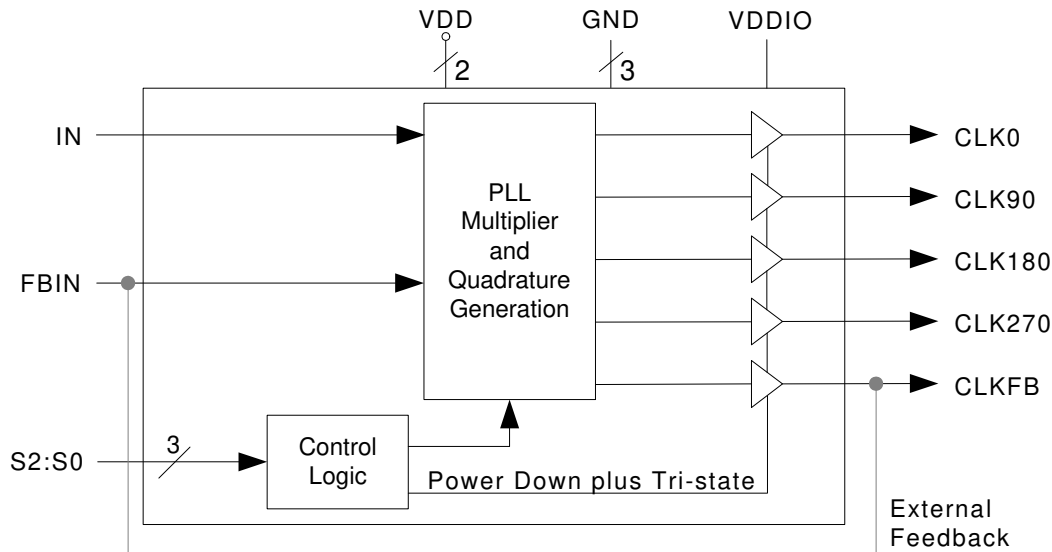 VDD
GND
VDDIO
2
3
IN
CLK0
PLL
Multiplier
and
Quadrature
Generation
CLK90
CLK180
FBIN
CLK270
CLKFB
S2:S0
3
Control
Logic
Power Down plus Tri-state
External
Feedback